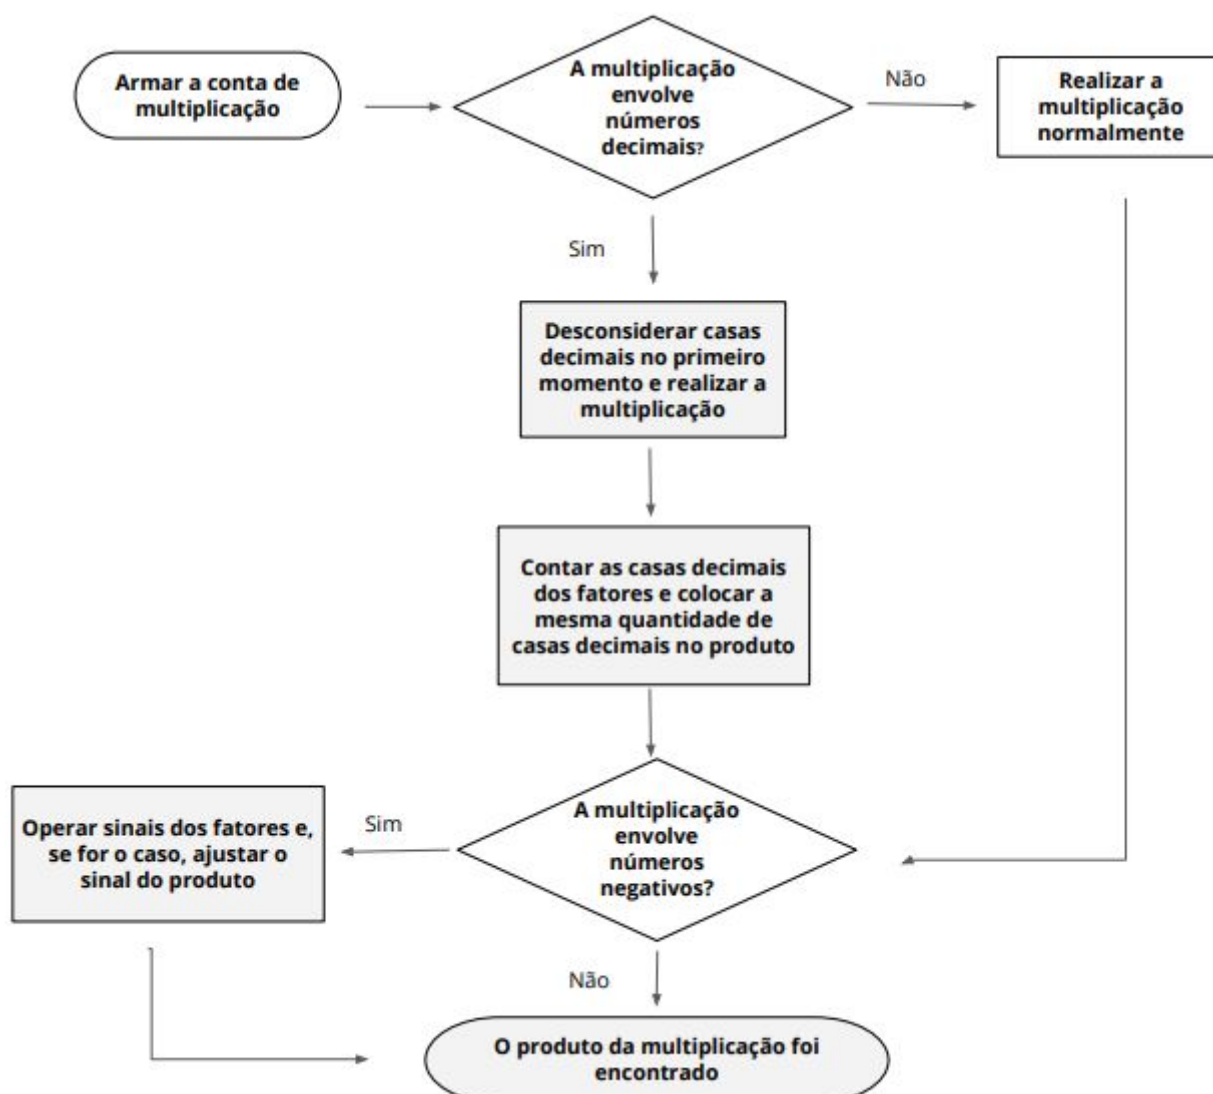 Armar a conta de
multiplicação
A multiplicação
envolve
números
decimais?
Não
Realizar a
multiplicação
normalmente
Sim
Desconsiderar casas
decimais no primeiro
momento e realizar a
multiplicação
Contar as casas decimais
dos fatores e colocar a
mesma quantidade de
casas decimais no produto
A multiplicação
envolve
números
negativos?
Sim
Operar sinais dos fatores e,
se for o caso, ajustar o
sinal do produto
Não
O produto da multiplicação foi
encontrado